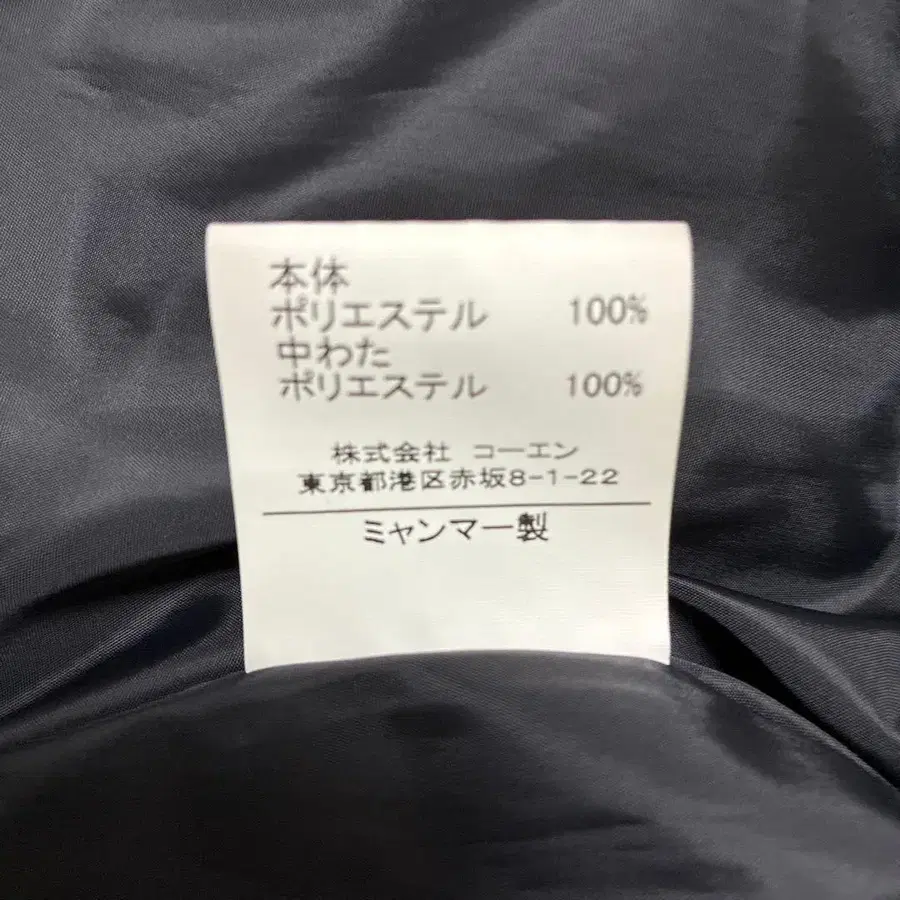 本体
ポリエステル 100%
中わた
ポリエステル 100%
株式会社 コーエン
東京都港区赤坂8-1-22
ミャンマー製